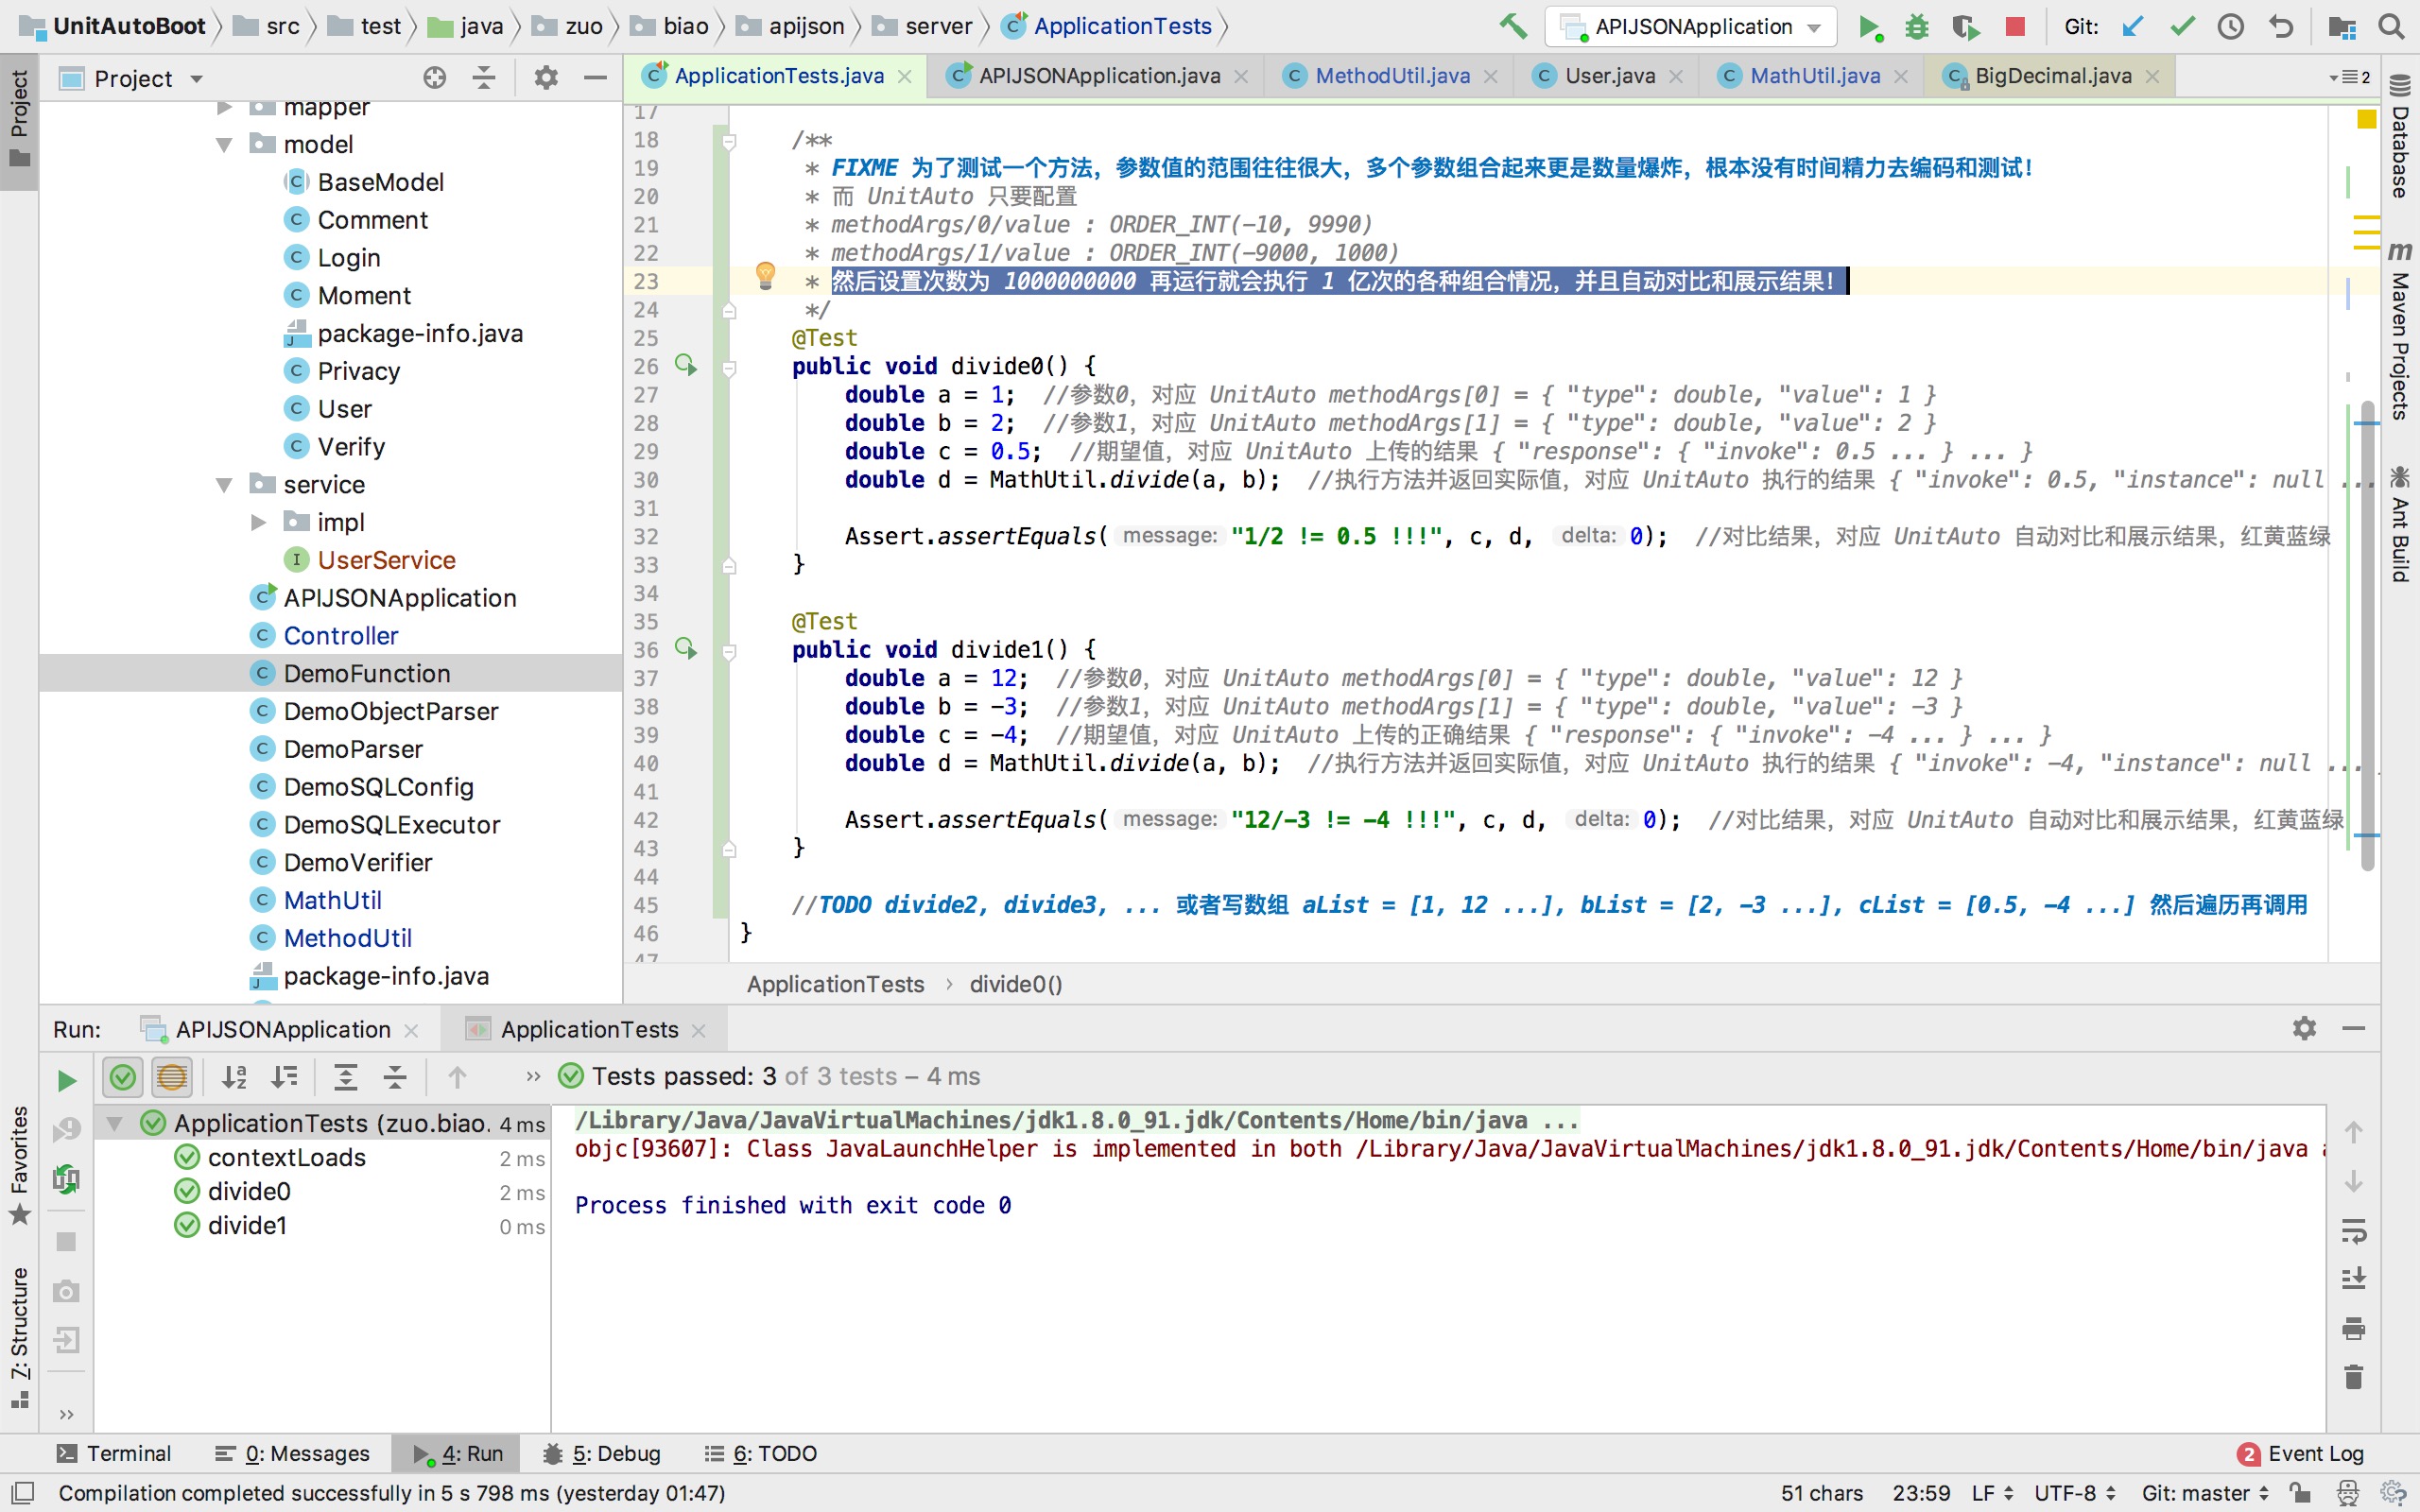 UnitAutoBoot src test java zuo biao apijson server ApplicationTests APIJSONApplication Git:
Project
ApplicationTests.java APIJSONApplication.java MethodUtil.java User.java MathUtil.java BigDecimal.java 2
Project
Favorites
Z: Structure
Database
Maven Projects
Ant Build
mapper
model
BaseModel
Comment
Login
Moment
package-info.java
Privacy
User
Verify
service
impl
UserService
APIJSONApplication
Controller
DemoFunction
DemoObjectParser
DemoParser
DemoSQLConfig
DemoSQLExecutor
DemoVerifier
MathUtil
MethodUtil
package-info.java
17
18 /**
19 * FIXME 为了测试一个方法，参数值的范围往往很大，多个参数组合起来更是数量爆炸，根本没有时间精力去编码和测试！
20 * 而 UnitAuto 只要配置
21 * methodArgs/0/value : ORDER_INT(-10, 9990)
22 * methodArgs/1/value : ORDER_INT(-9000, 1000)
23 * 然后设置次数为 1000000000 再运行就会执行 1 亿次的各种组合情况，并且自动对比和展示结果！
24 */
25 @Test
26 public void divide0() {
27 double a = 1; //参数0，对应 UnitAuto methodArgs[0] = { "type": double, "value": 1 }
28 double b = 2; //参数1，对应 UnitAuto methodArgs[1] = { "type": double, "value": 2 }
29 double c = 0.5; //期望值，对应 UnitAuto 上传的结果 { "response": { "invoke": 0.5 ... } ... }
30 double d = MathUtil.divide(a, b); //执行方法并返回实际值，对应 UnitAuto 执行的结果 { "invoke": 0.5, "instance": null ...
31
32 Assert.assertEquals( message: "1/2 != 0.5 !!!", c, d, delta: 0); //对比结果，对应 UnitAuto 自动对比和展示结果，红黄蓝绿
33 }
34
35 @Test
36 public void divide1() {
37 double a = 12; //参数0，对应 UnitAuto methodArgs[0] = { "type": double, "value": 12 }
38 double b = -3; //参数1，对应 UnitAuto methodArgs[1] = { "type": double, "value": -3 }
39 double c = -4; //期望值，对应 UnitAuto 上传的正确结果 { "response": { "invoke": -4 ... } ... }
40 double d = MathUtil.divide(a, b); //执行方法并返回实际值，对应 UnitAuto 执行的结果 { "invoke": -4, "instance": null ...
41
42 Assert.assertEquals( message: "12/-3 != -4 !!!", c, d, delta: 0); //对比结果，对应 UnitAuto 自动对比和展示结果，红黄蓝绿
43 }
44
45 //TODO divide2, divide3, ... 或者写数组 aList = [1, 12 ...], bList = [2, -3 ...], cList = [0.5, -4 ...] 然后遍历再调用
46 }
47
ApplicationTests › divide0()
Run: APIJSONApplication ApplicationTests
Tests passed: 3 of 3 tests – 4 ms
ApplicationTests (zuo.biao. 4 ms
contextLoads 2 ms
divide0 2 ms
divide1 0 ms
/Library/Java/JavaVirtualMachines/jdk1.8.0_91.jdk/Contents/Home/bin/java ...
objc[93607]: Class JavaLaunchHelper is implemented in both /Library/Java/JavaVirtualMachines/jdk1.8.0_91.jdk/Contents/Home/bin/java
Process finished with exit code 0
Terminal 0: Messages 4: Run 5: Debug 6: TODO 2 Event Log
Compilation completed successfully in 5 s 798 ms (yesterday 01:47) 51 chars 23:59 LF UTF-8 Git: master